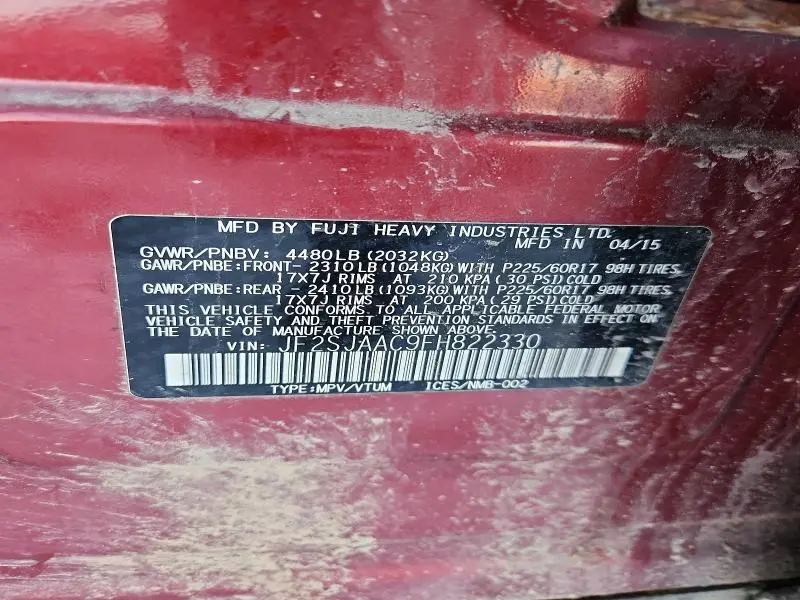 MFD BY FUJI HEAVY INDUSTRIES LTD.
MFD IN 04/15
GVWR/PNBV: 4480LB (2032KG)
GAWR/PNBE:FRONT- 2310LB (1048KG) WITH P225/60R17 98H TIRES
17X7J RIMS AT 210 KPA (30 PSI) COLD
GAWR/PNBE:REAR - 2410LB (1093KG) WITH P225/60R17 98H TIRES
17X7J RIMS AT 200 KPA (29 PSI) COLD
THIS VEHICLE CONFORMS TO ALL APPLICABLE FEDERAL MOTOR
VEHICLE SAFETY AND THEFT PREVENTION STANDARDS IN EFFECT ON
THE DATE OF MANUFACTURE SHOWN ABOVE.
VIN: JF2SJAAC9FH822330
TYPE:MPV/VTUM ICES/NMB-002